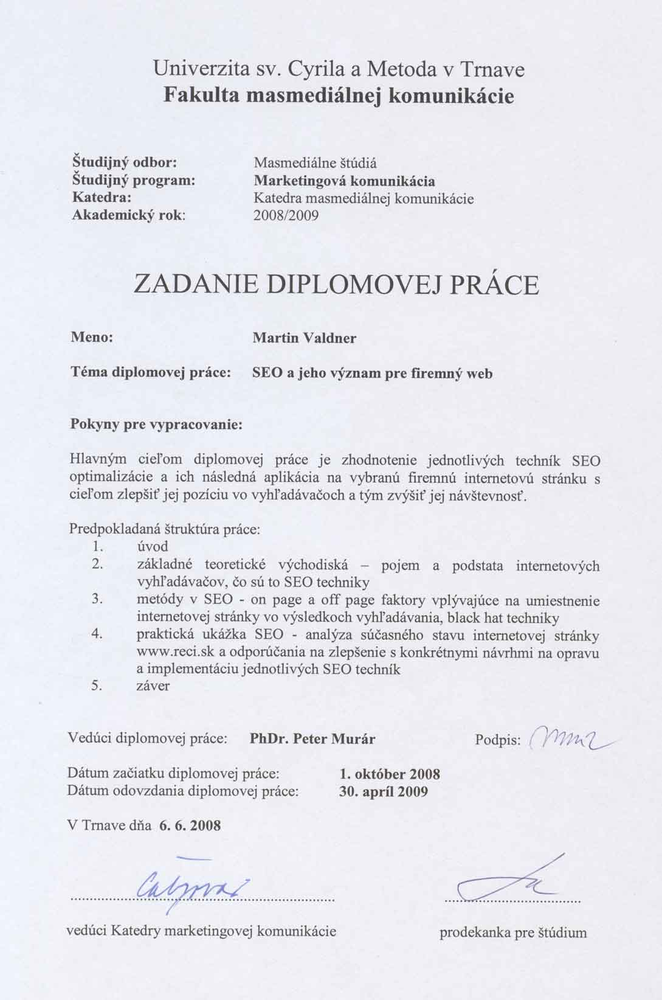 Univerzita sv. Cyrila a Metoda v Trnave
Fakulta masmediálnej komunikácie
Študijný odbor: Masmediálne štúdiá
Študijný program: Marketingová komunikácia
Katedra: Katedra masmediálnej komunikácie
Akademický rok: 2008/2009
ZADANIE DIPLOMOVEJ PRÁCE
Meno: Martin Valdner
Téma diplomovej práce: SEO a jeho význam pre firemný web
Pokyny pre vypracovanie:
Hlavným cieľom diplomovej práce je zhodnotenie jednotlivých techník SEO
optimalizácie a ich následná aplikácia na vybranú firemnú internetovú stránku s
cieľom zlepšiť jej pozíciu vo vyhľadávačoch a tým zvýšiť jej návštevnosť.
Predpokladaná štruktúra práce:
1. úvod
2. základné teoretické východiská – pojem a podstata internetových
vyhľadávačov, čo sú to SEO techniky
3. metódy v SEO - on page a off page faktory vplývajúce na umiestnenie
internetovej stránky vo výsledkoch vyhľadávania, black hat techniky
4. praktická ukážka SEO - analýza súčasného stavu internetovej stránky
www.reci.sk a odporúčania na zlepšenie s konkrétnymi návrhmi na opravu
a implementáciu jednotlivých SEO techník
5. záver
Vedúci diplomovej práce: PhDr. Peter Murár Podpis:
Dátum začiatku diplomovej práce: 1. október 2008
Dátum odovzdania diplomovej práce: 30. apríl 2009
V Trnave dňa 6. 6. 2008
vedúci Katedry marketingovej komunikácie prodekanka pre štúdium